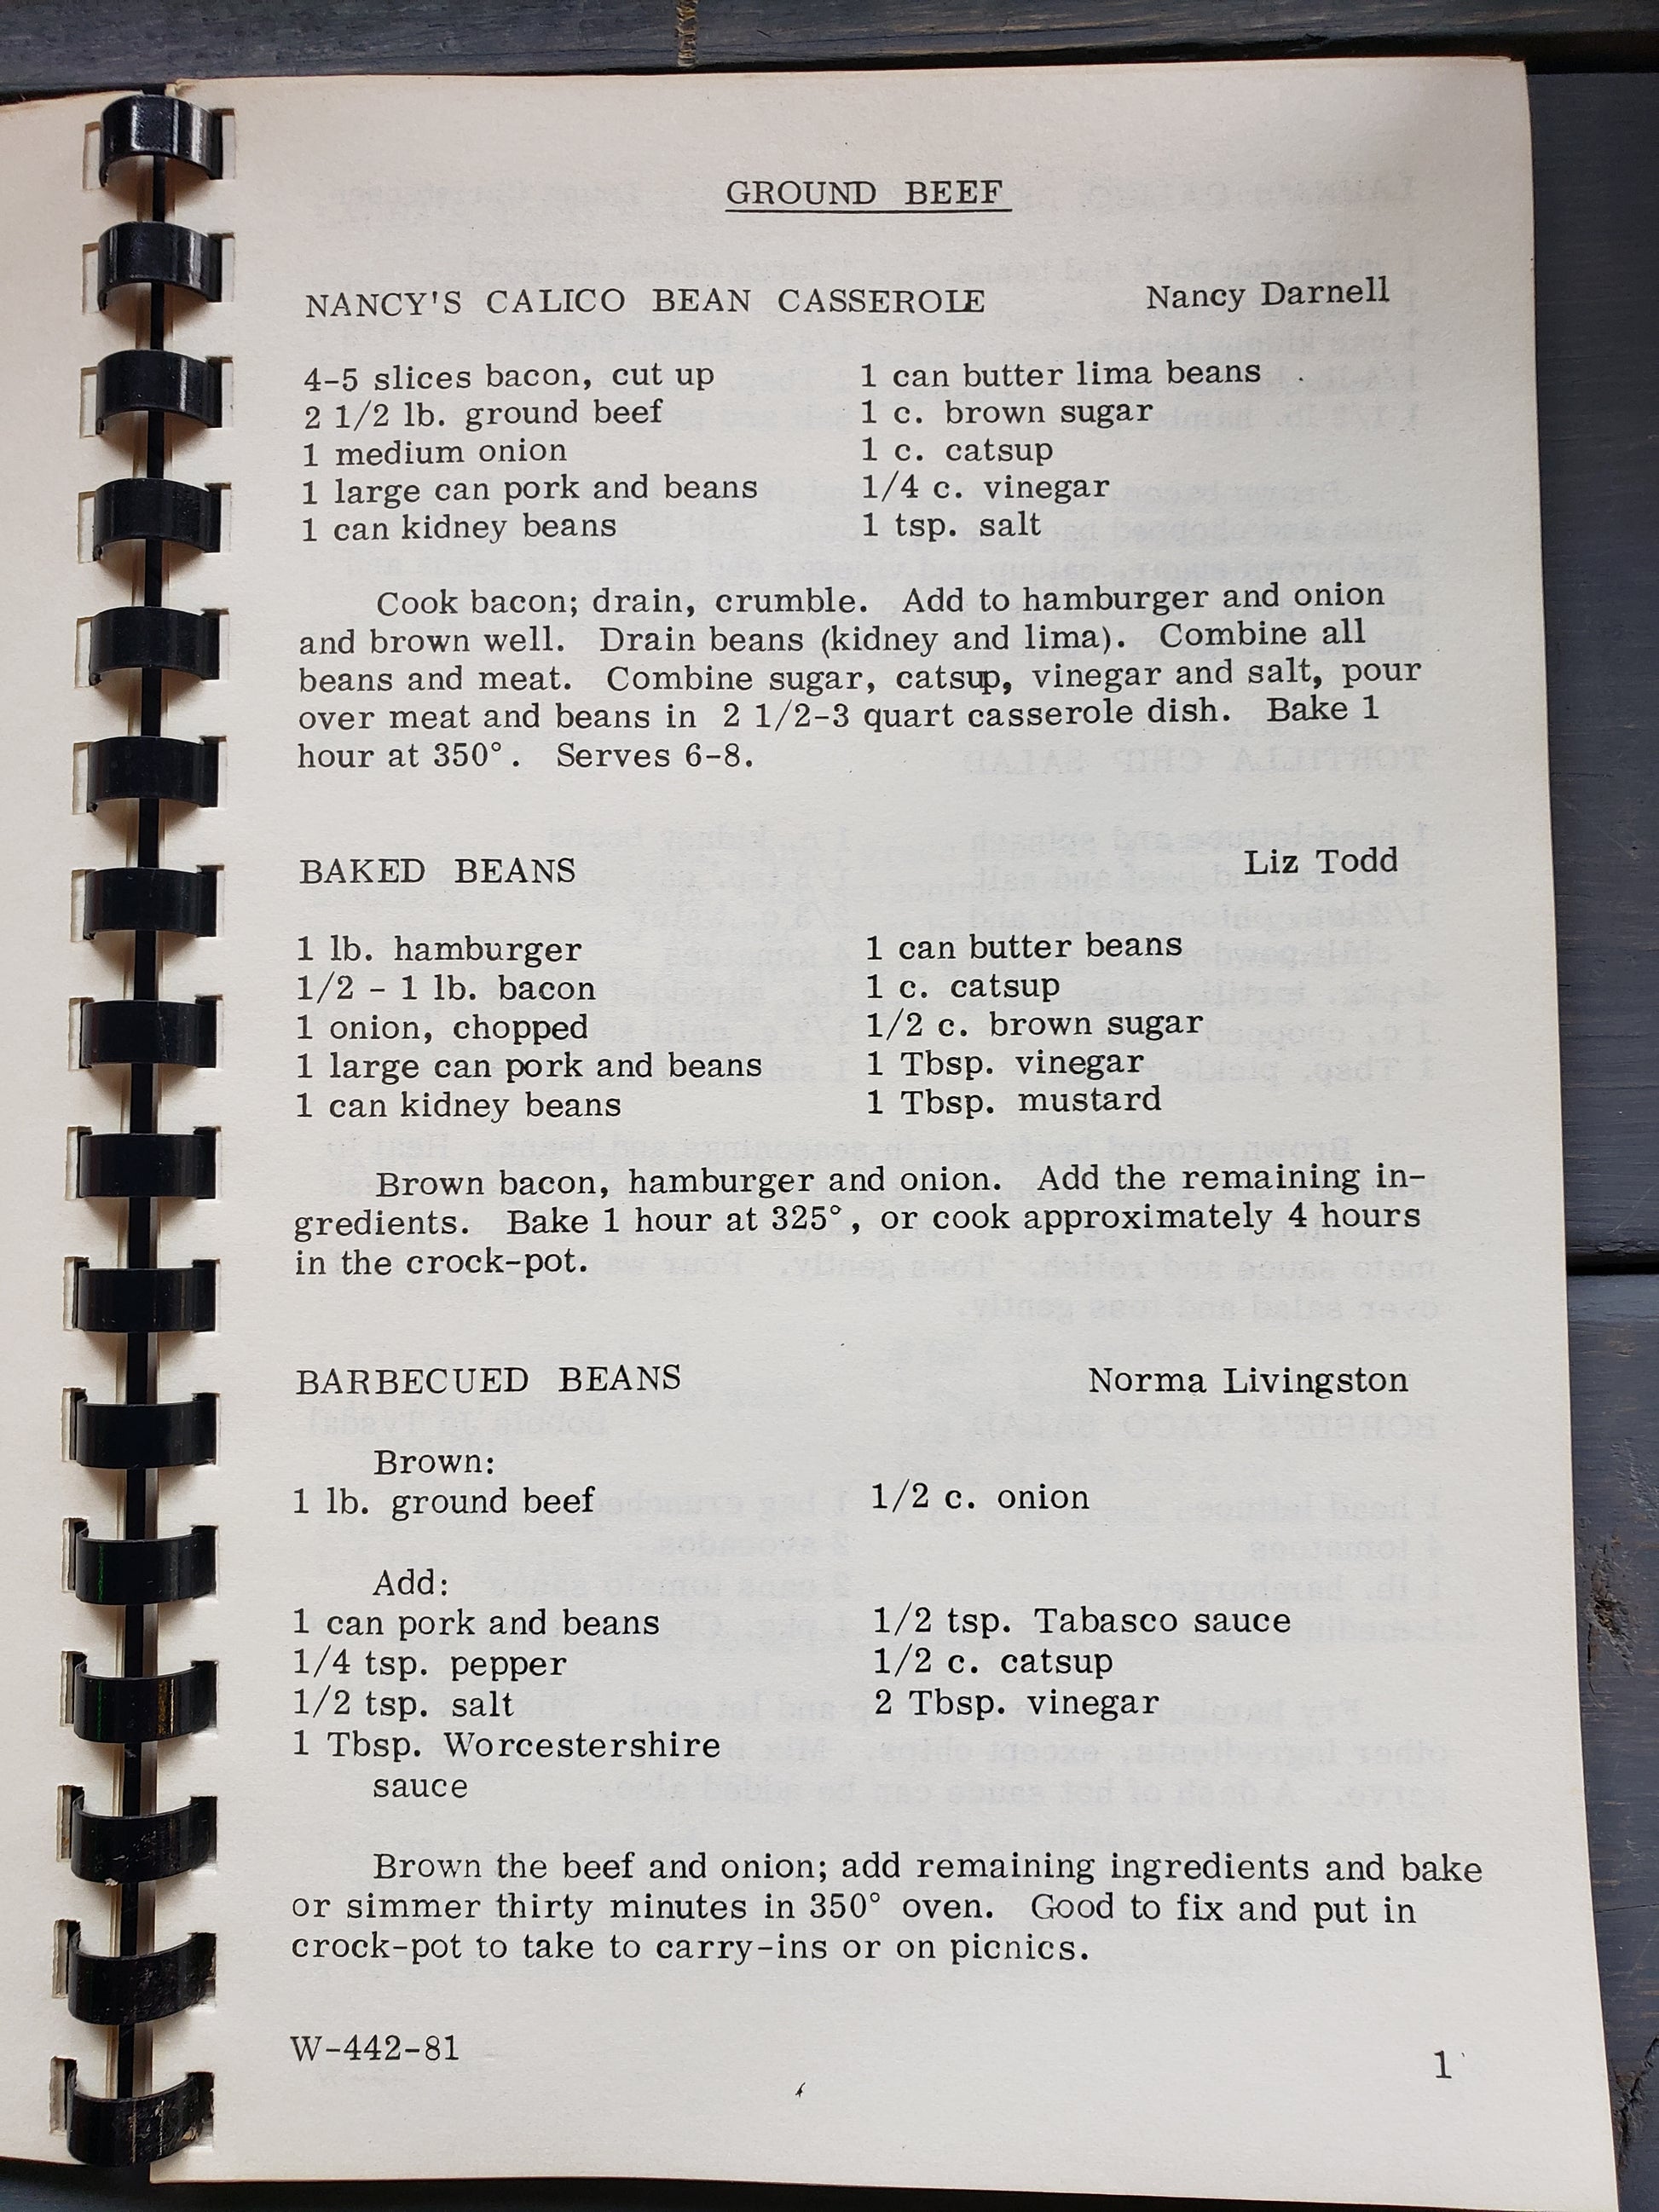 GROUND BEEF
NANCY'S CALICO BEAN CASSEROLE Nancy Darnell
4-5 slices bacon, cut up
2 1/2 lb. ground beef
1 medium onion
1 large can pork and beans
1 can kidney beans
1 can butter lima beans
1 c. brown sugar
1 c. catsup
1/4 c. vinegar
1 tsp. salt
Cook bacon; drain, crumble. Add to hamburger and onion
and brown well. Drain beans (kidney and lima). Combine all
beans and meat. Combine sugar, catsup, vinegar and salt, pour
over meat and beans in 2 1/2-3 quart casserole dish. Bake 1
hour at 350°. Serves 6-8.
BAKED BEANS Liz Todd
1 lb. hamburger
1/2 - 1 lb. bacon
1 onion, chopped
1 large can pork and beans
1 can kidney beans
1 can butter beans
1 c. catsup
1/2 c. brown sugar
1 Tbsp. vinegar
1 Tbsp. mustard
Brown bacon, hamburger and onion. Add the remaining in-
gredients. Bake 1 hour at 325°, or cook approximately 4 hours
in the crock-pot.
BARBECUED BEANS Norma Livingston
Brown:
1 lb. ground beef
1/2 c. onion
Add:
1 can pork and beans
1/4 tsp. pepper
1/2 tsp. salt
1 Tbsp. Worcestershire
sauce
1/2 tsp. Tabasco sauce
1/2 c. catsup
2 Tbsp. vinegar
Brown the beef and onion; add remaining ingredients and bake
or simmer thirty minutes in 350° oven. Good to fix and put in
crock-pot to take to carry-ins or on picnics.
W-442-81
1